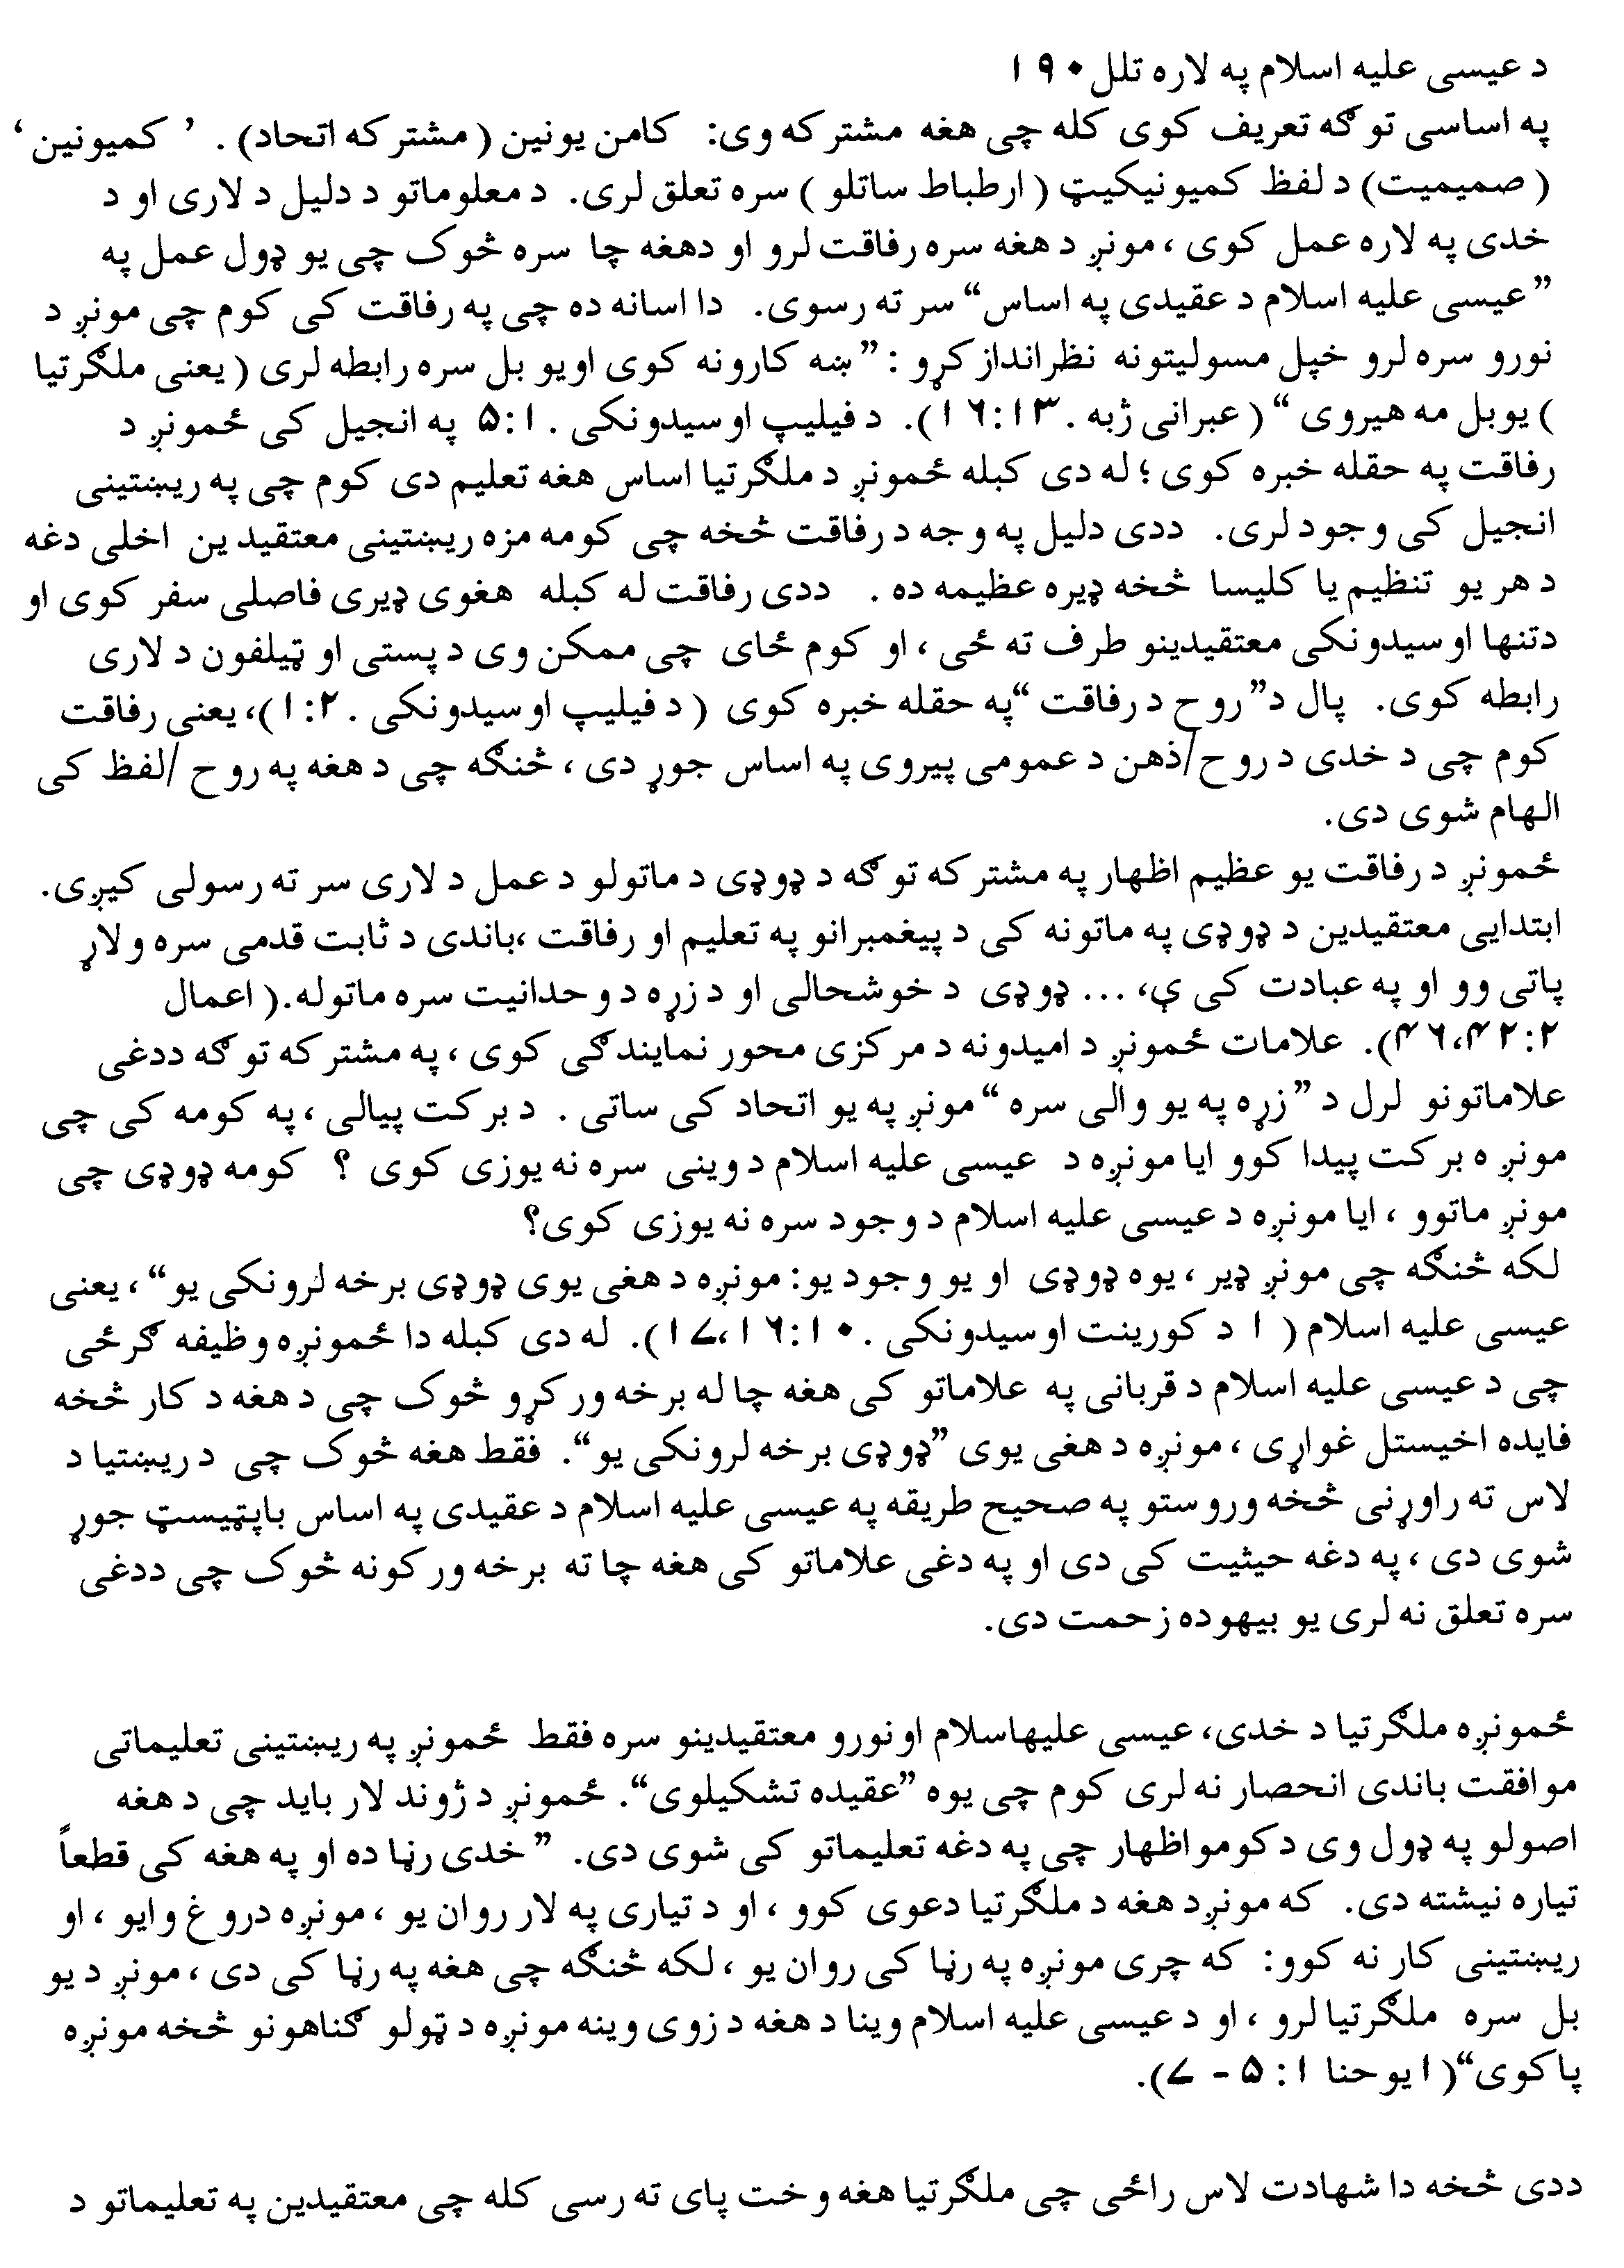 د عیسی علیه اسلام په لاره تلل ۱۹۰
په اساسی توګه تعریف کوی کله چی هغه مشترکه وی: کامن یونین (مشترکه اتحاد) . ’ کمیونین ‘
( صمیمیت) د لفظ کمیونیکیټ ( ارطباط ساتلو ) سره تعلق لری. د معلوماتو د دلیل د لاری او د
خدی په لاره عمل کوی ، مونږ د هغه سره رفاقت لرو او دهغه چا سره څوک چی یو ډول عمل په
”عیسی علیه اسلام د عقیدی په اساس“ سر ته رسوی. دا اسانه ده چی په رفاقت کی کوم چی مونږ د
نورو سره لرو خپل مسولیتونه نظرانداز کړو : ”ښه کارونه کوی اویو بل سره رابطه لری ( یعنی ملګرتیا
) یوبل مه هیروی “ ( عبرانی ژبه . ۱۶:۱۳). د فیلیپ اوسیدونکی . ۵:۱ په انجیل کی ځمونږ د
رفاقت په حقله خبره کوی ؛ له دی کبله ځمونږ د ملګرتیا اساس هغه تعلیم دی کوم چی په ریښتینی
انجیل کی وجود لری. ددی دلیل په وجه د رفاقت څخه چی کومه مزه ریښتینی معتقیدین اخلی دغه
د هر یو تنظیم یا کلیسا څخه ډیره عظیمه ده . ددی رفاقت له کبله هغوی ډیری فاصلی سفر کوی او
دتنها اوسیدونکی معتقیدینو طرف ته ځی ، او کوم ځای چی ممکن وی د پستی او ټیلفون د لاری
رابطه کوی. پال د” روح د رفاقت “په حقله خبره کوی ( د فیلیپ اوسیدونکی . ۱:۲)، یعنی رفاقت
کوم چی د خدی د روح/ذهن د عمومی پیروی په اساس جوړ دی ، څنګه چی د هغه په روح /لفظ کی
الهام شوی دی.
ځمونږ د رفاقت یو عظیم اظهار په مشترکه توګه د ډوډی د ماتولو د عمل د لاری سر ته رسولی کیږی.
ابتدایی معتقیدین د ډوډی په ماتونه کی د پیغمبرانو په تعلیم او رفاقت ،باندی د ثابت قدمی سره ولاړ
پاتی وو او په عبادت کی ې، ... ډوډی د خوشحالی او د زړه د وحدانیت سره ماتوله.( اعمال
۴۶،۴۲:۲). علامات ځمونږ د امیدونه د مرکزی محور نمایندګی کوی ، په مشترکه توګه ددغی
علاماتونو لرل د ”زړه په یو والی سره “مونږ په یو اتحاد کی ساتی . د برکت پیالی ، په کومه کی چی
مونږ ه برکت پیدا کوو ایا مونږه د عیسی علیه اسلام د وینی سره نه یوزی کوی ؟ کومه ډوډی چی
مونږ ماتوو ، ایا مونږه د عیسی علیه اسلام د وجود سره نه یوزی کوی؟
لکه څنګه چی مونږ ډیر ، یوه ډوډی او یو وجود یو: مونږه د هغی یوی ډوډی برخه لرونکی یو“ ، یعنی
عیسی علیه اسلام ( ۱ د کورینت اوسیدونکی . ۱۷،۱۶:۱۰). له دی کبله دا ځمونږه وظیفه ګرځی
چی د عیسی علیه اسلام د قربانی په علاماتو کی هغه چا له برخه ورکړو څوک چی د هغه د کار څخه
فایده اخیستل غواړی ، مونږه د هغی یوی ”ډوډی برخه لرونکی یو“. فقط هغه څوک چی د ریښتیا د
لاس ته راوړنی څخه وروستو په صحیح طریقه په عیسی علیه اسلام د عقیدی په اساس باپټیسټ جوړ
شوی دی ، په دغه حیثیت کی دی او په دغی علاماتو کی هغه چا ته برخه ورکونه څوک چی ددغی
سره تعلق نه لری یو بیهوده زحمت دی.
ځمونږه ملګرتیا د خدی، عیسی علیهاسلام او نورو معتقیدینو سره فقط ځمونږ په ریښتینی تعلیماتی
موافقت باندی انحصار نه لری کوم چی یوه ”عقیده تشکیلوی“. ځمونږ د ژوند لار باید چی د هغه
اصولو په ډول وی د کومو اظهار چی په دغه تعلیماتو کی شوی دی. ” خدی رڼا ده او په هغه کی قطعاً
تیاره نیشته دی. که مونږ د هغه د ملګرتیا دعوی کوو ، او د تیاری په لار روان یو ، مونږه دروغ وایو ، او
ریښتینی کار نه کوو: که چری مونږه په رڼا کی روان یو ، لکه څنګه چی هغه په رڼا کی دی ، مونږ د یو
بل سره ملګرتیا لرو ، او د عیسی علیه اسلام وینا د هغه د زوی وینه مونږه د ټولو ګناهونو څخه مونږه
پاکوی“( ۱ یوحنا ۱: ۵ - ۷).
ددی څخه دا شهادت لاس راځی چی ملګرتیا هغه وخت پای ته رسی کله چی معتقیدین په تعلیماتو د